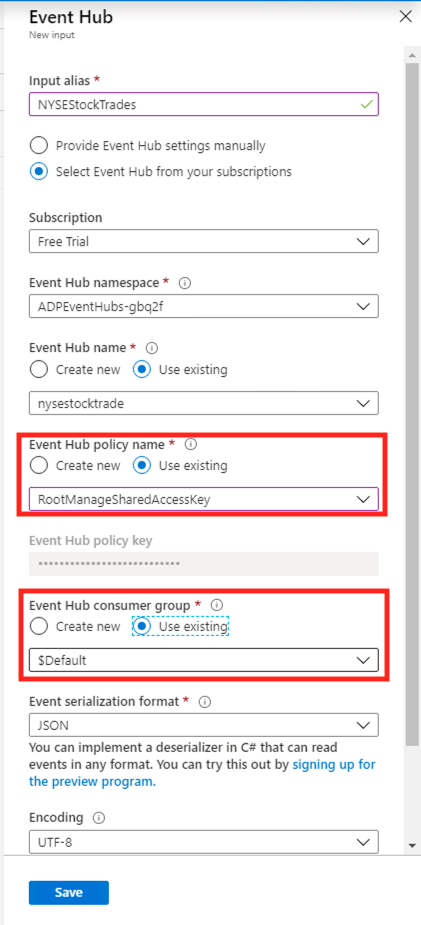 Event Hub
New input
Input alias *
NYSEStockTrades
Provide Event Hub settings manually
Select Event Hub from your subscriptions
Subscription
Free Trial
Event Hub namespace *
ADPEventHubs-gbq2f
Event Hub name *
Create new Use existing
nysestocktrade
Event Hub policy name *
Create new Use existing
RootManageSharedAccessKey
Event Hub policy key
Event Hub consumer group *
Create new Use existing
$Default
Event serialization format *
JSON
You can implement a deserializer in C# that can read
events in any format. You can try this out by signing up for
the preview program.
Encoding
UTF-8
Save